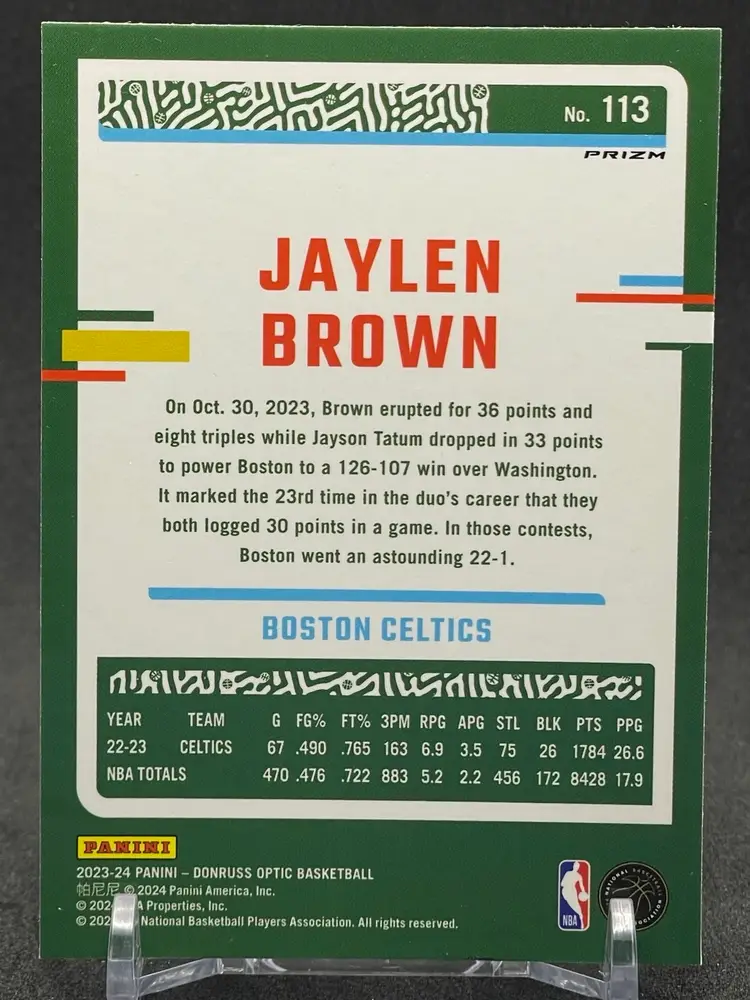 No. 113
PRIZM
JAYLEN
BROWN
On Oct. 30, 2023, Brown erupted for 36 points and
eight triples while Jayson Tatum dropped in 33 points
to power Boston to a 126-107 win over Washington.
It marked the 23rd time in the duo's career that they
both logged 30 points in a game. In those contests,
Boston went an astounding 22-1.
BOSTON CELTICS
YEAR TEAM G FG% FT% 3PM RPG APG STL BLK PTS PPG
22-23 CELTICS 67 .490 .765 163 6.9 3.5 75 26 1784 26.6
NBA TOTALS 470 .476 .722 883 5.2 2.2 456 172 8428 17.9
PANINI
2023-24 PANINI – DONRUSS OPTIC BASKETBALL
帕尼尼 © 2024 Panini America, Inc.
© Properties, Inc.
© National Basketball Players Association. All rights reserved.
NBA
NATIONAL BASKETBALL ASSOCIATION